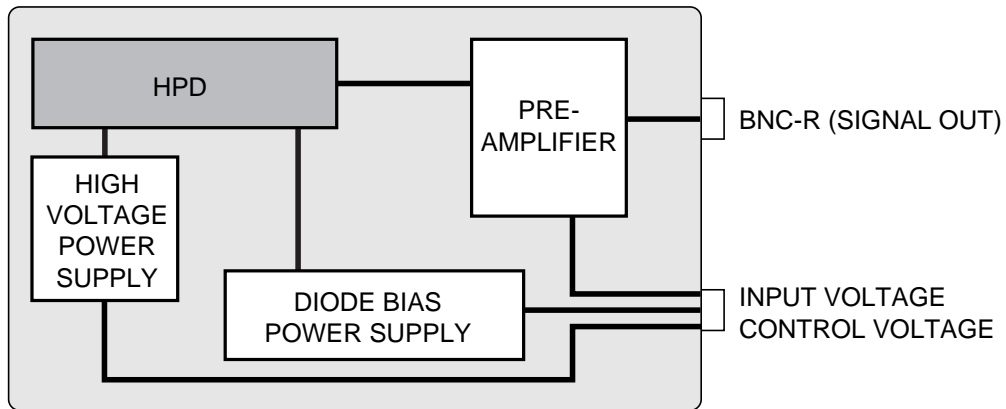 HPD
PRE-
AMPLIFIER
BNC-R (SIGNAL OUT)
HIGH
VOLTAGE
POWER
SUPPLY
DIODE BIAS
POWER SUPPLY
INPUT VOLTAGE
CONTROL VOLTAGE